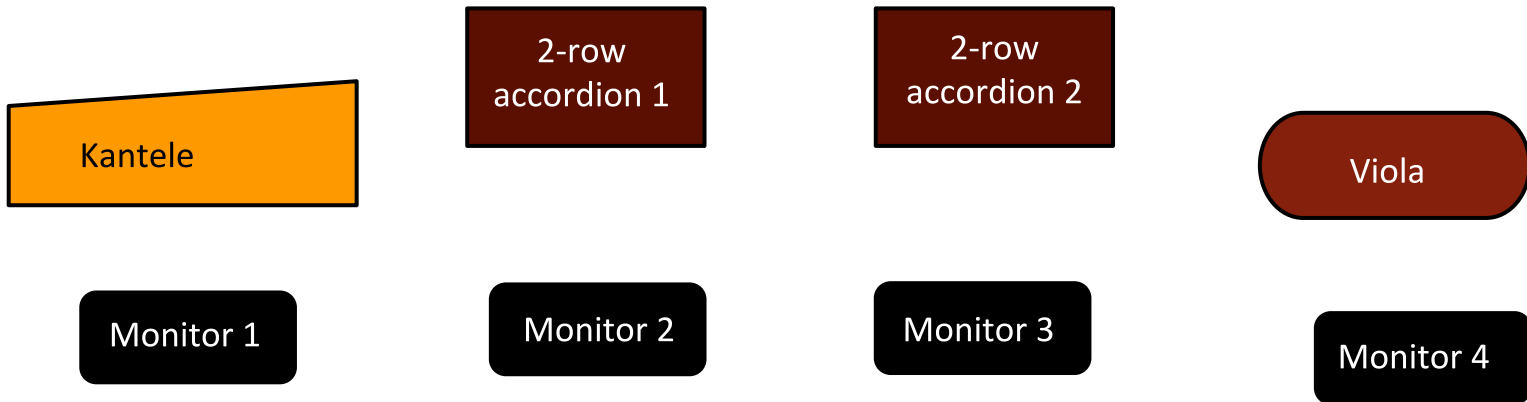 2-row
accordion 1
2-row
accordion 2
Kantele
Viola
Monitor 1
Monitor 2
Monitor 3
Monitor 4